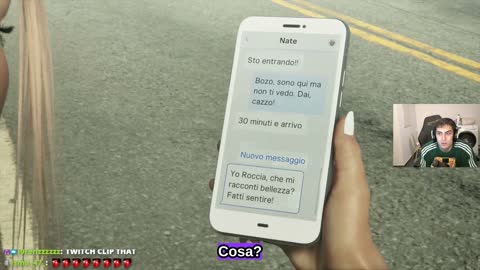 Nate
Sto entrando!!
Bozo, sono qui ma
non ti vedo. Dai,
cazzo!
30 minuti e arrivo
Nuovo messaggio
Yo Roccia, che mi
racconti bellezza?
Fatti sentire!
: TWITCH CLIP THAT
Cosa?